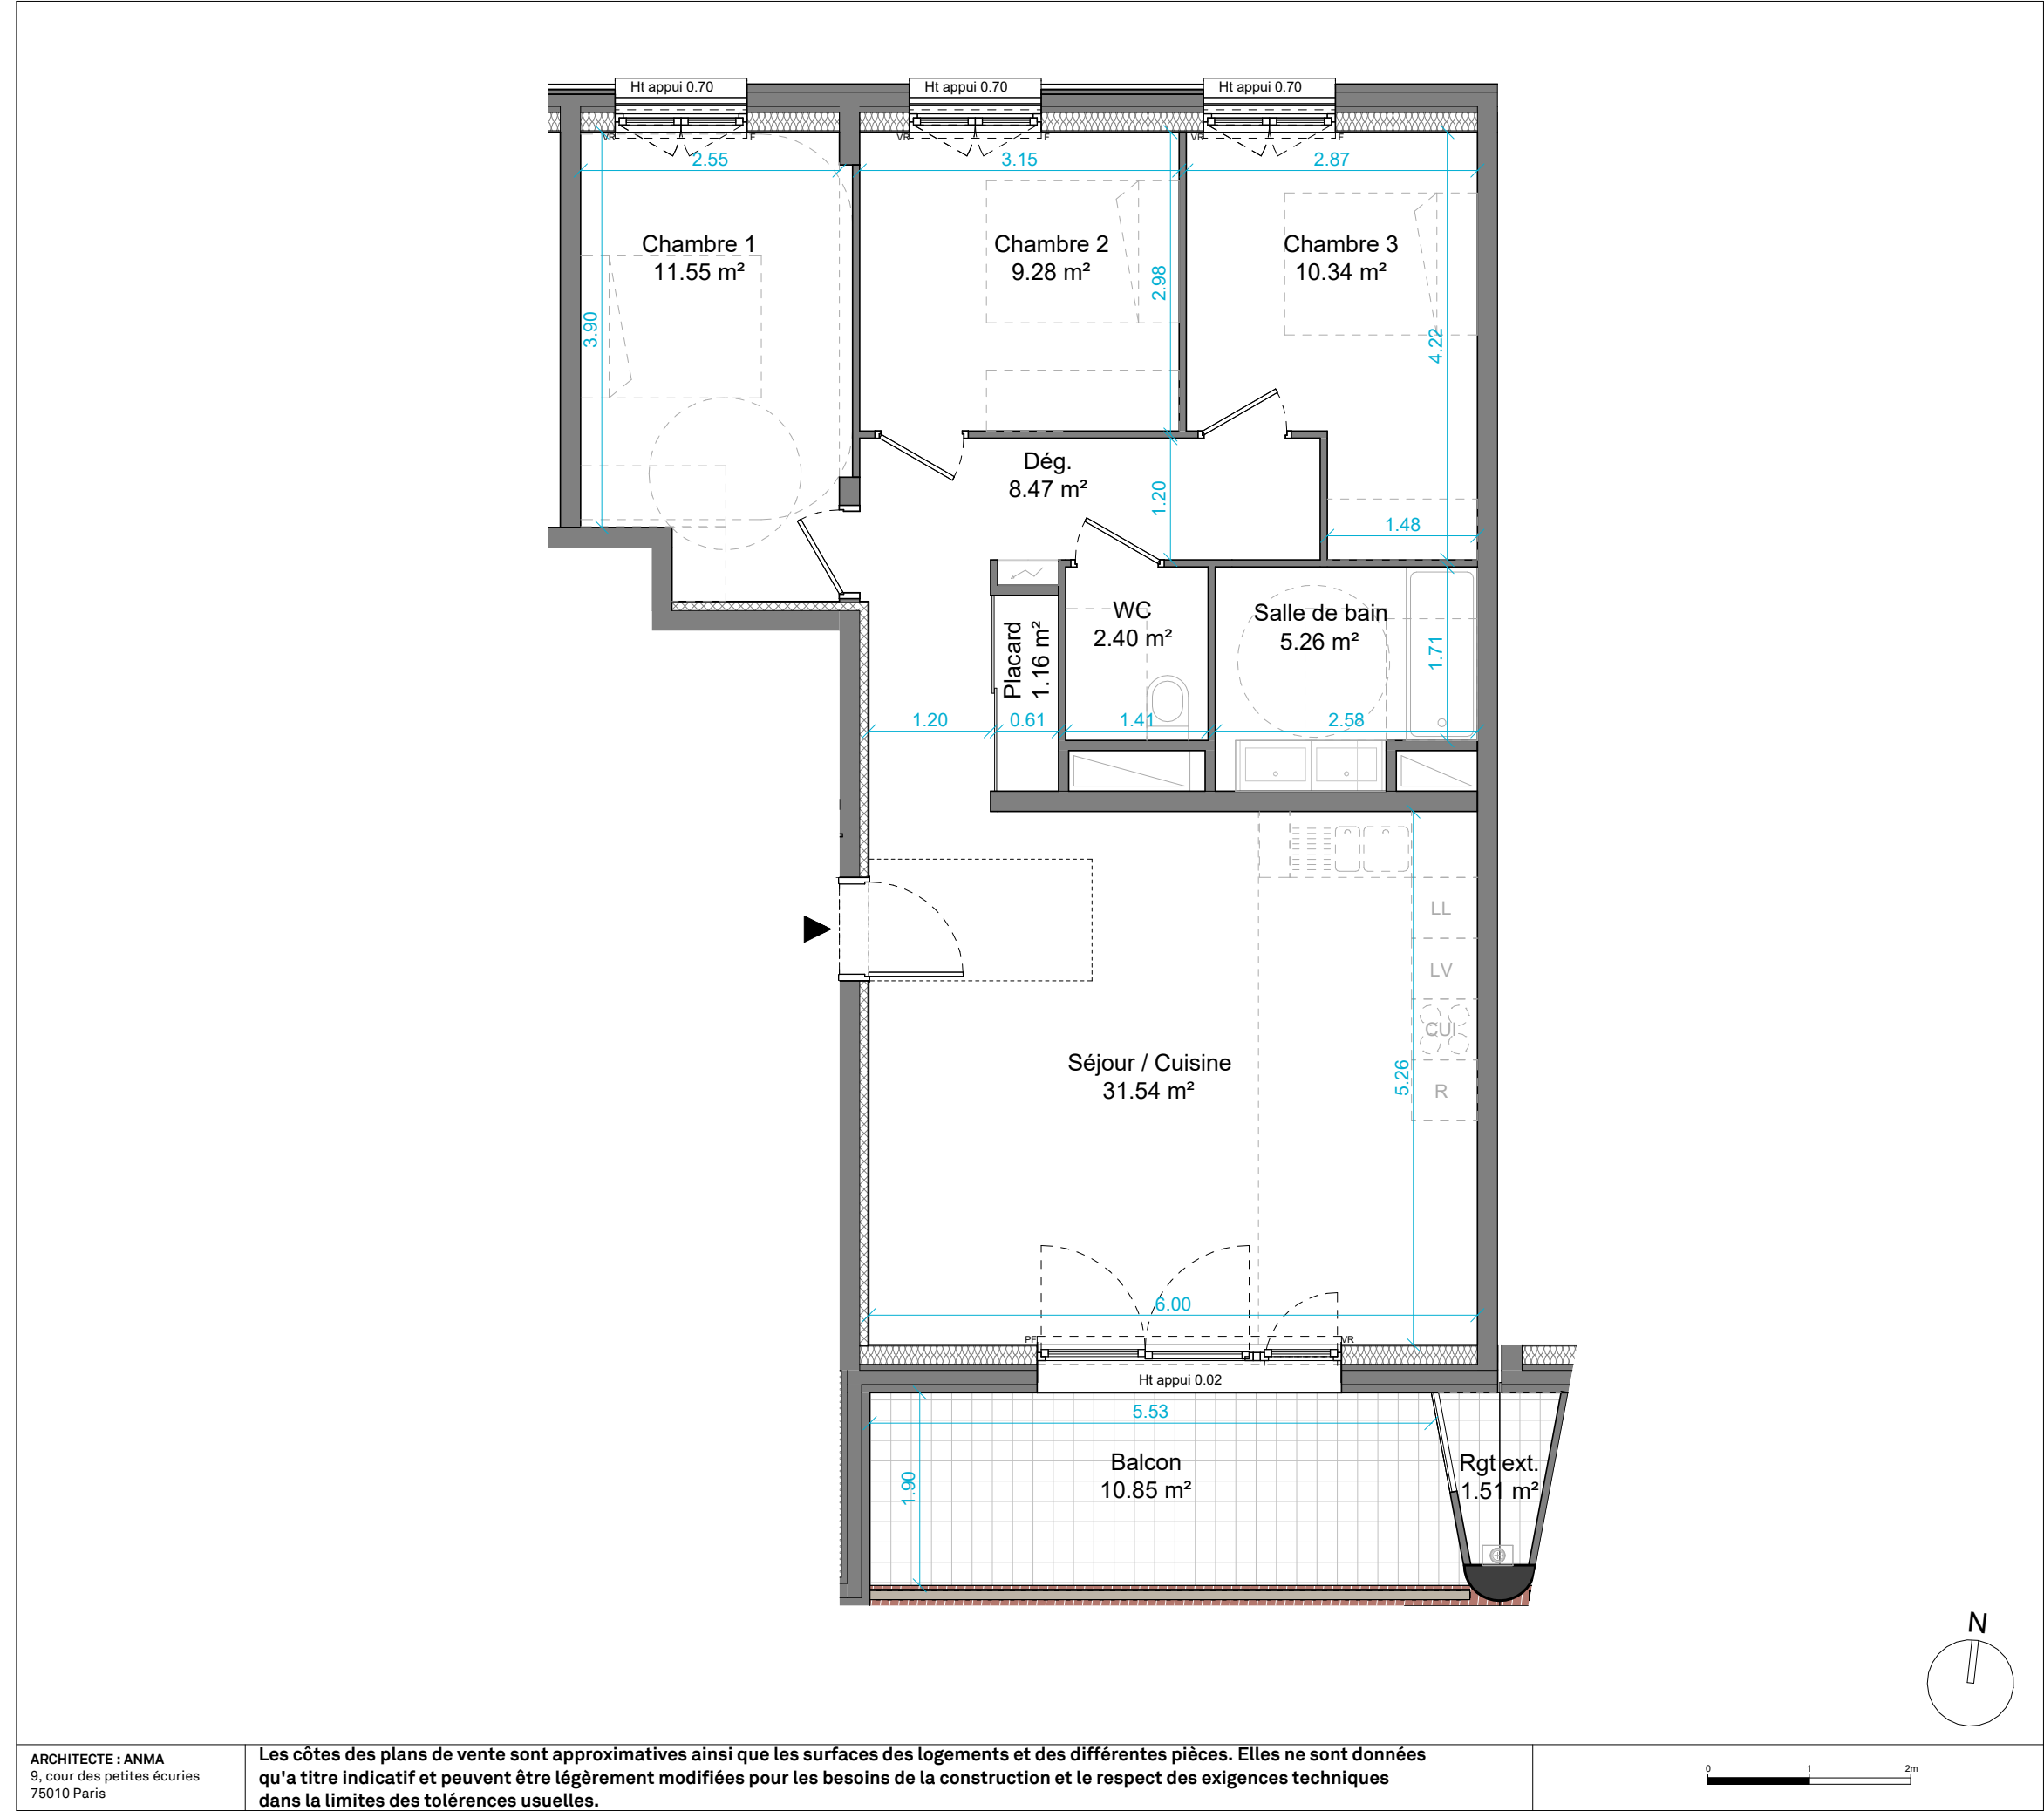 Ht appui 0.70
Ht appui 0.70
Ht appui 0.70
VR
F
VR
F
VR
F
2.55
3.15
2.87
Chambre 1
11.55 m²
Chambre 2
9.28 m²
Chambre 3
10.34 m²
3.90
2.98
4.22
Dég.
8.47 m²
1.20
1.48
Placard
1.16 m²
WC
2.40 m²
Salle de bain
5.26 m²
1.71
1.20
0.61
1.41
2.58
LL
LV
CUI
R
Séjour / Cuisine
31.54 m²
5.26
6.00
PF
VR
Ht appui 0.02
5.53
Balcon
10.85 m²
1.90
Rgt ext.
1.51 m²
N
ARCHITECTE : ANMA
9, cour des petites écuries
75010 Paris
Les côtes des plans de vente sont approximatives ainsi que les surfaces des logements et des différentes pièces. Elles ne sont données
qu'a titre indicatif et peuvent être légèrement modifiées pour les besoins de la construction et le respect des exigences techniques
dans la limites des tolérences usuelles.
0
1
2m